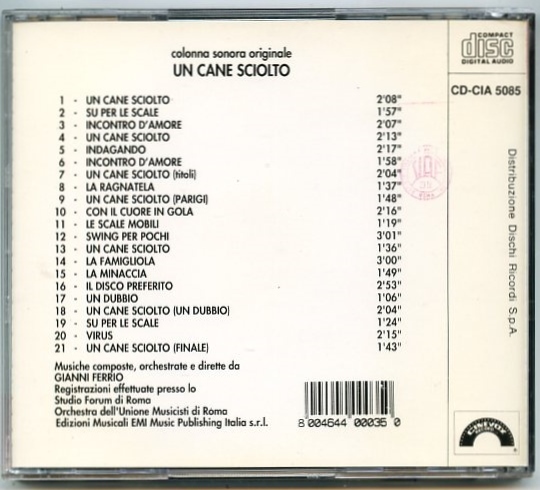 colonna sonora originale
UN CANE SCIOLTO
COMPACT
disc
DIGITAL AUDIO
CD-CIA 5085
1 - UN CANE SCIOLTO 2'08"
2 - SU PER LE SCALE 1'57"
3 - INCONTRO D'AMORE 2'07"
4 - UN CANE SCIOLTO 2'13"
5 - INDAGANDO 2'17"
6 - INCONTRO D'AMORE 1'58"
7 - UN CANE SCIOLTO (titoli) 2'04"
8 - LA RAGNATELA 1'37"
9 - UN CANE SCIOLTO (PARIGI) 1'48"
10 - CON IL CUORE IN GOLA 2'16"
11 - LE SCALE MOBILI 1'19"
12 - SWING PER POCHI 3'01"
13 - UN CANE SCIOLTO 1'36"
14 - LA FAMIGLIOLA 3'00"
15 - LA MINACCIA 1'49"
16 - IL DISCO PREFERITO 2'53"
17 - UN DUBBIO 1'06"
18 - UN CANE SCIOLTO (UN DUBBIO) 2'04"
19 - SU PER LE SCALE 1'24"
20 - VIRUS 2'15"
21 - UN CANE SCIOLTO (FINALE) 1'43"
Musiche composte, orchestrate e dirette da
GIANNI FERRIO
Registrazioni effettuate presso lo
Studio Forum di Roma
Orchestra dell'Unione Musicisti di Roma
Edizioni Musicali EMI Music Publishing Italia s.r.l.
8 004644 000035 0
Distribuzione Dischi Ricordi S.p.A.
CINEVOX